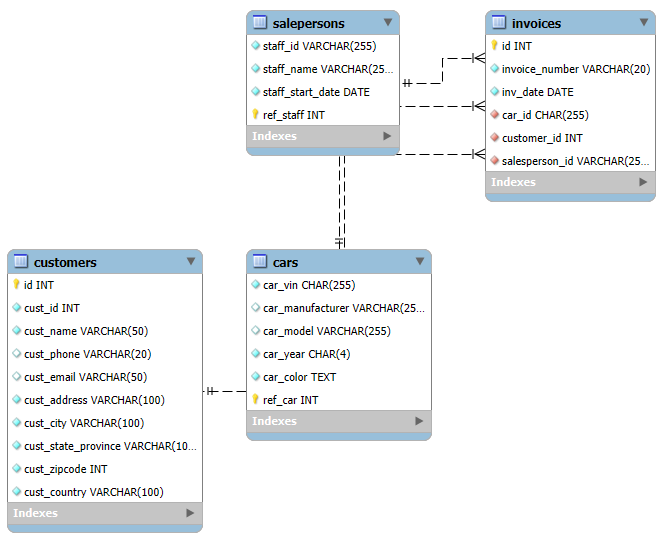 salepersons
staff_id VARCHAR(255)
staff_name VARCHAR(25...
staff_start_date DATE
ref_staff INT
Indexes
invoices
id INT
invoice_number VARCHAR(20)
inv_date DATE
car_id CHAR(255)
customer_id INT
salesperson_id VARCHAR(25...
Indexes
customers
id INT
cust_id INT
cust_name VARCHAR(50)
cust_phone VARCHAR(20)
cust_email VARCHAR(50)
cust_address VARCHAR(100)
cust_city VARCHAR(100)
cust_state_province VARCHAR(10...
cust_zipcode INT
cust_country VARCHAR(100)
Indexes
cars
car_vin CHAR(255)
car_manufacturer VARCHAR(25...
car_model VARCHAR(255)
car_year CHAR(4)
car_color TEXT
ref_car INT
Indexes